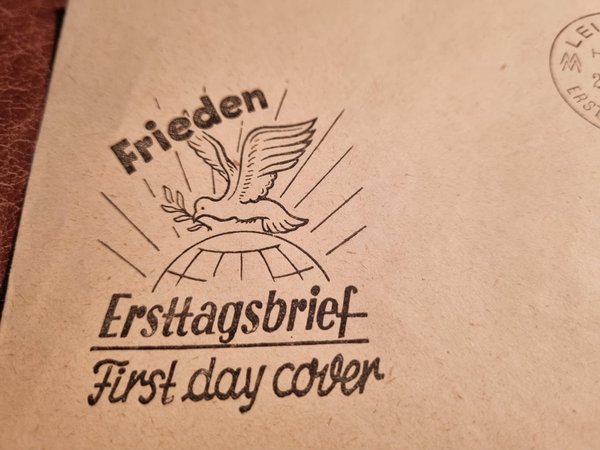 Frieden
Ersttagsbrief
First day cover